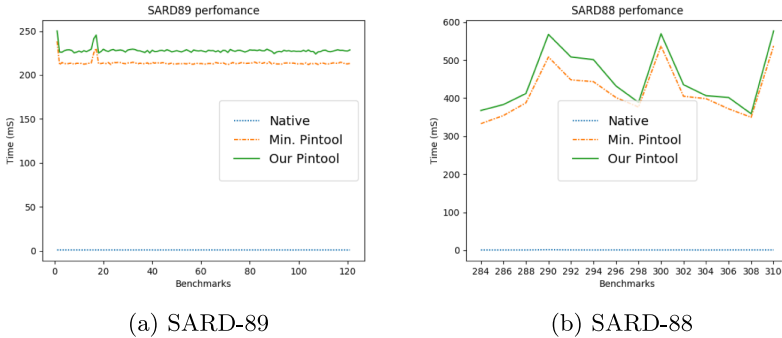 SARD89 perfomance
250
200
150
100
50
0
Time (mS)
Native
Min. Pintool
Our Pintool
0 20 40 60 80 100 120
Benchmarks
(a) SARD-89
SARD88 perfomance
600
500
400
300
200
100
0
Time (mS)
Native
Min. Pintool
Our Pintool
284 286 288 290 292 294 296 298 300 302 304 306 308 310
Benchmarks
(b) SARD-88